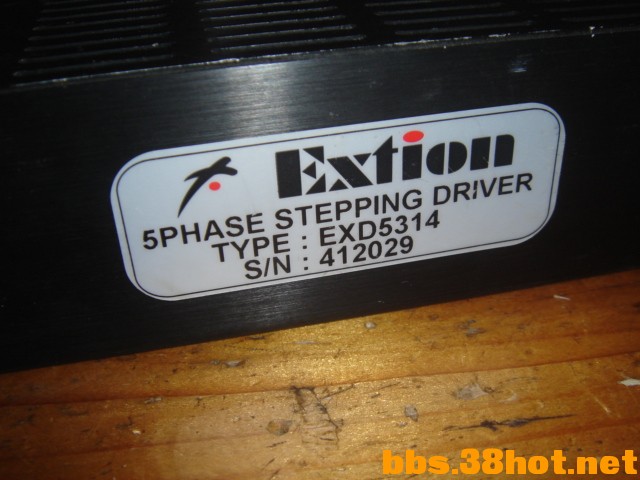 Extion
5PHASE STEPPING DRIVER
TYPE : EXD5314
S/N : 412029
bbs.38hot.net